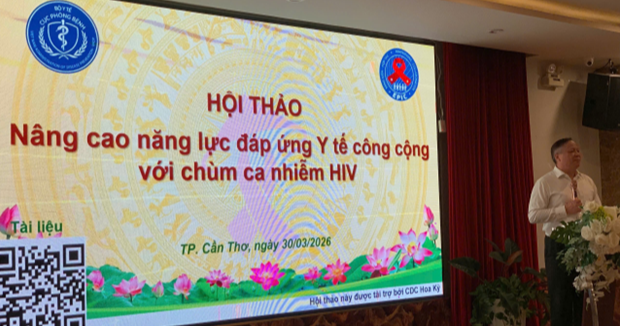 BỘ Y TẾ
CỤC PHÒNG BỆNH
EPIC
HỘI THẢO
Nâng cao năng lực đáp ứng Y tế công cộng
với chùm ca nhiễm HIV
Tài liệu
TP. Cần Thơ, ngày 30/03/2026
Hội thảo này được tài trợ bởi CDC Hoa Kỳ